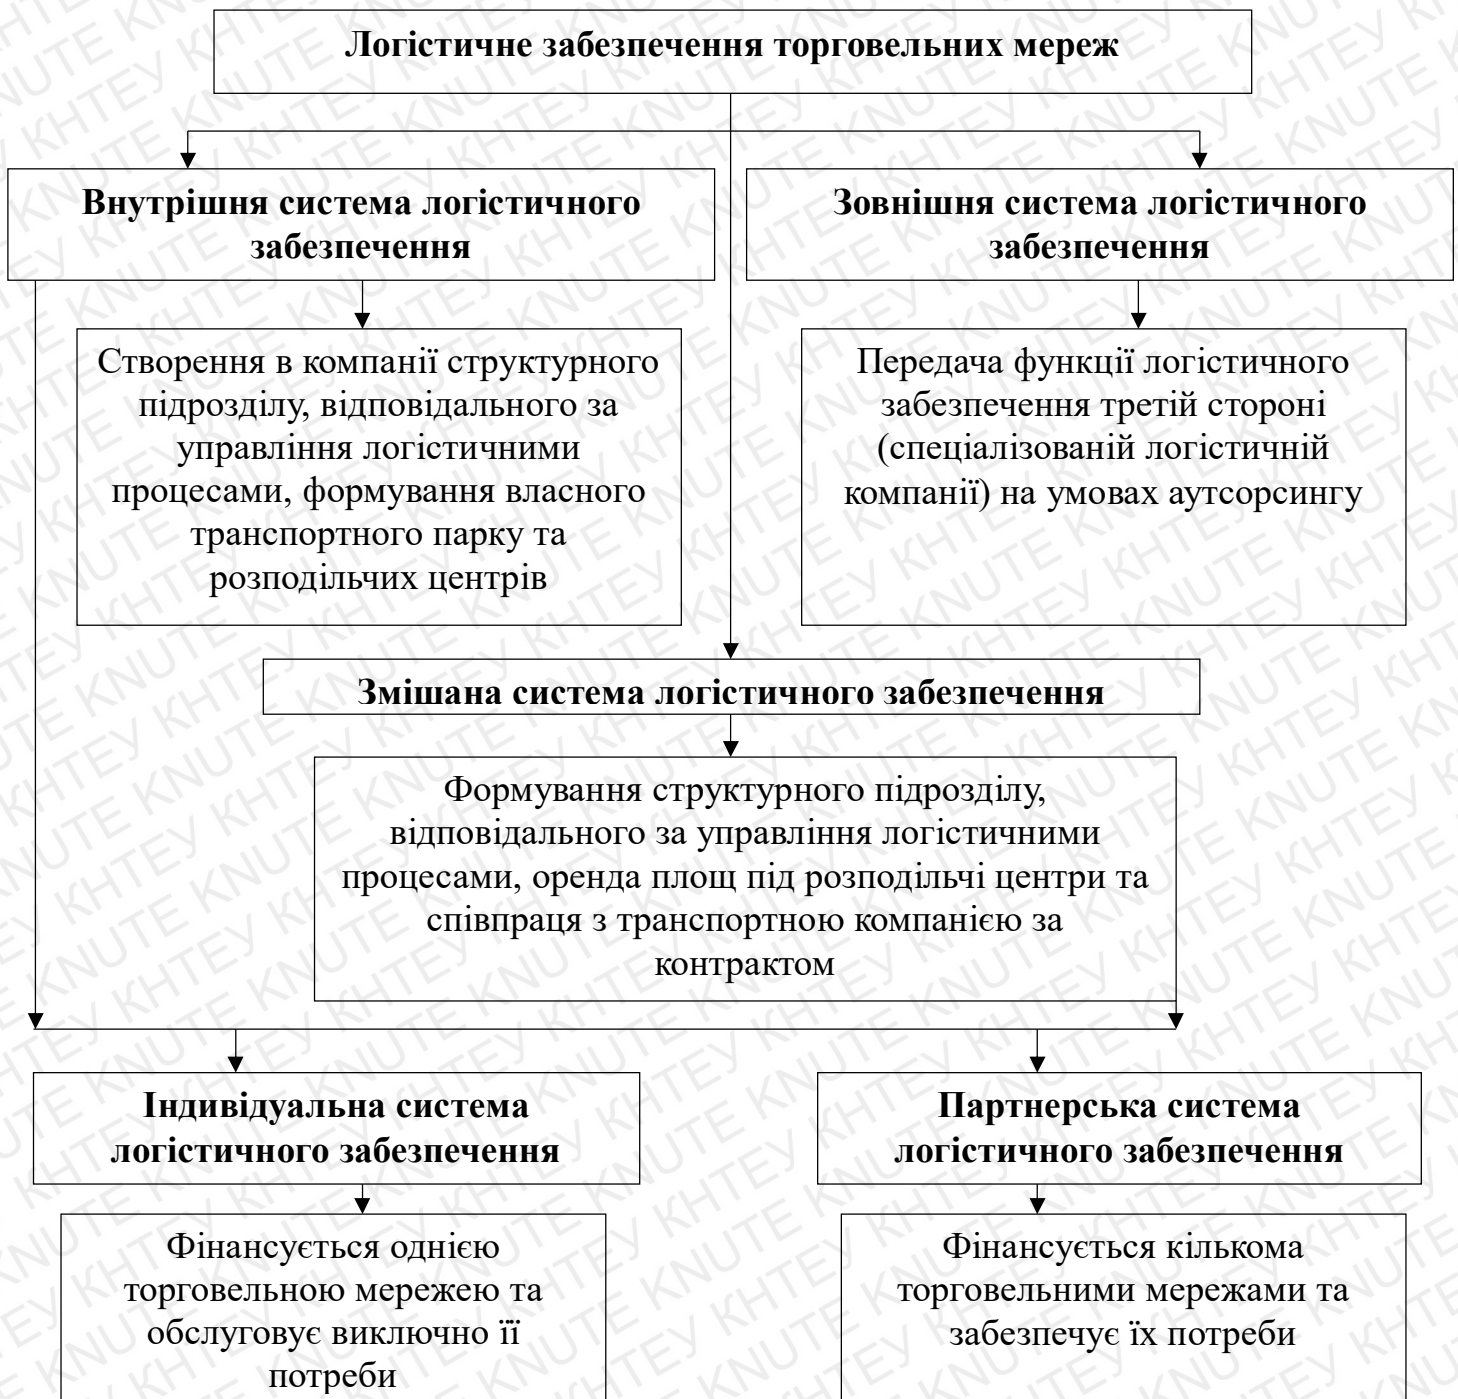 Логістичне забезпечення торговельних мереж
Внутрішня система логістичного
забезпечення
Зовнішня система логістичного
забезпечення
Створення в компанії структурного
підрозділу, відповідального за
управління логістичними
процесами, формування власного
транспортного парку та
розподільчих центрів
Передача функції логістичного
забезпечення третій стороні
(спеціалізованій логістичній
компанії) на умовах аутсорсингу
Змішана система логістичного забезпечення
Формування структурного підрозділу,
відповідального за управління логістичними
процесами, оренда площ під розподільчі центри та
співпраця з транспортною компанією за
контрактом
Індивідуальна система
логістичного забезпечення
Партнерська система
логістичного забезпечення
Фінансується однією
торговельною мережею та
обслуговує виключно її
потреби
Фінансується кількома
торговельними мережами та
забезпечує їх потреби